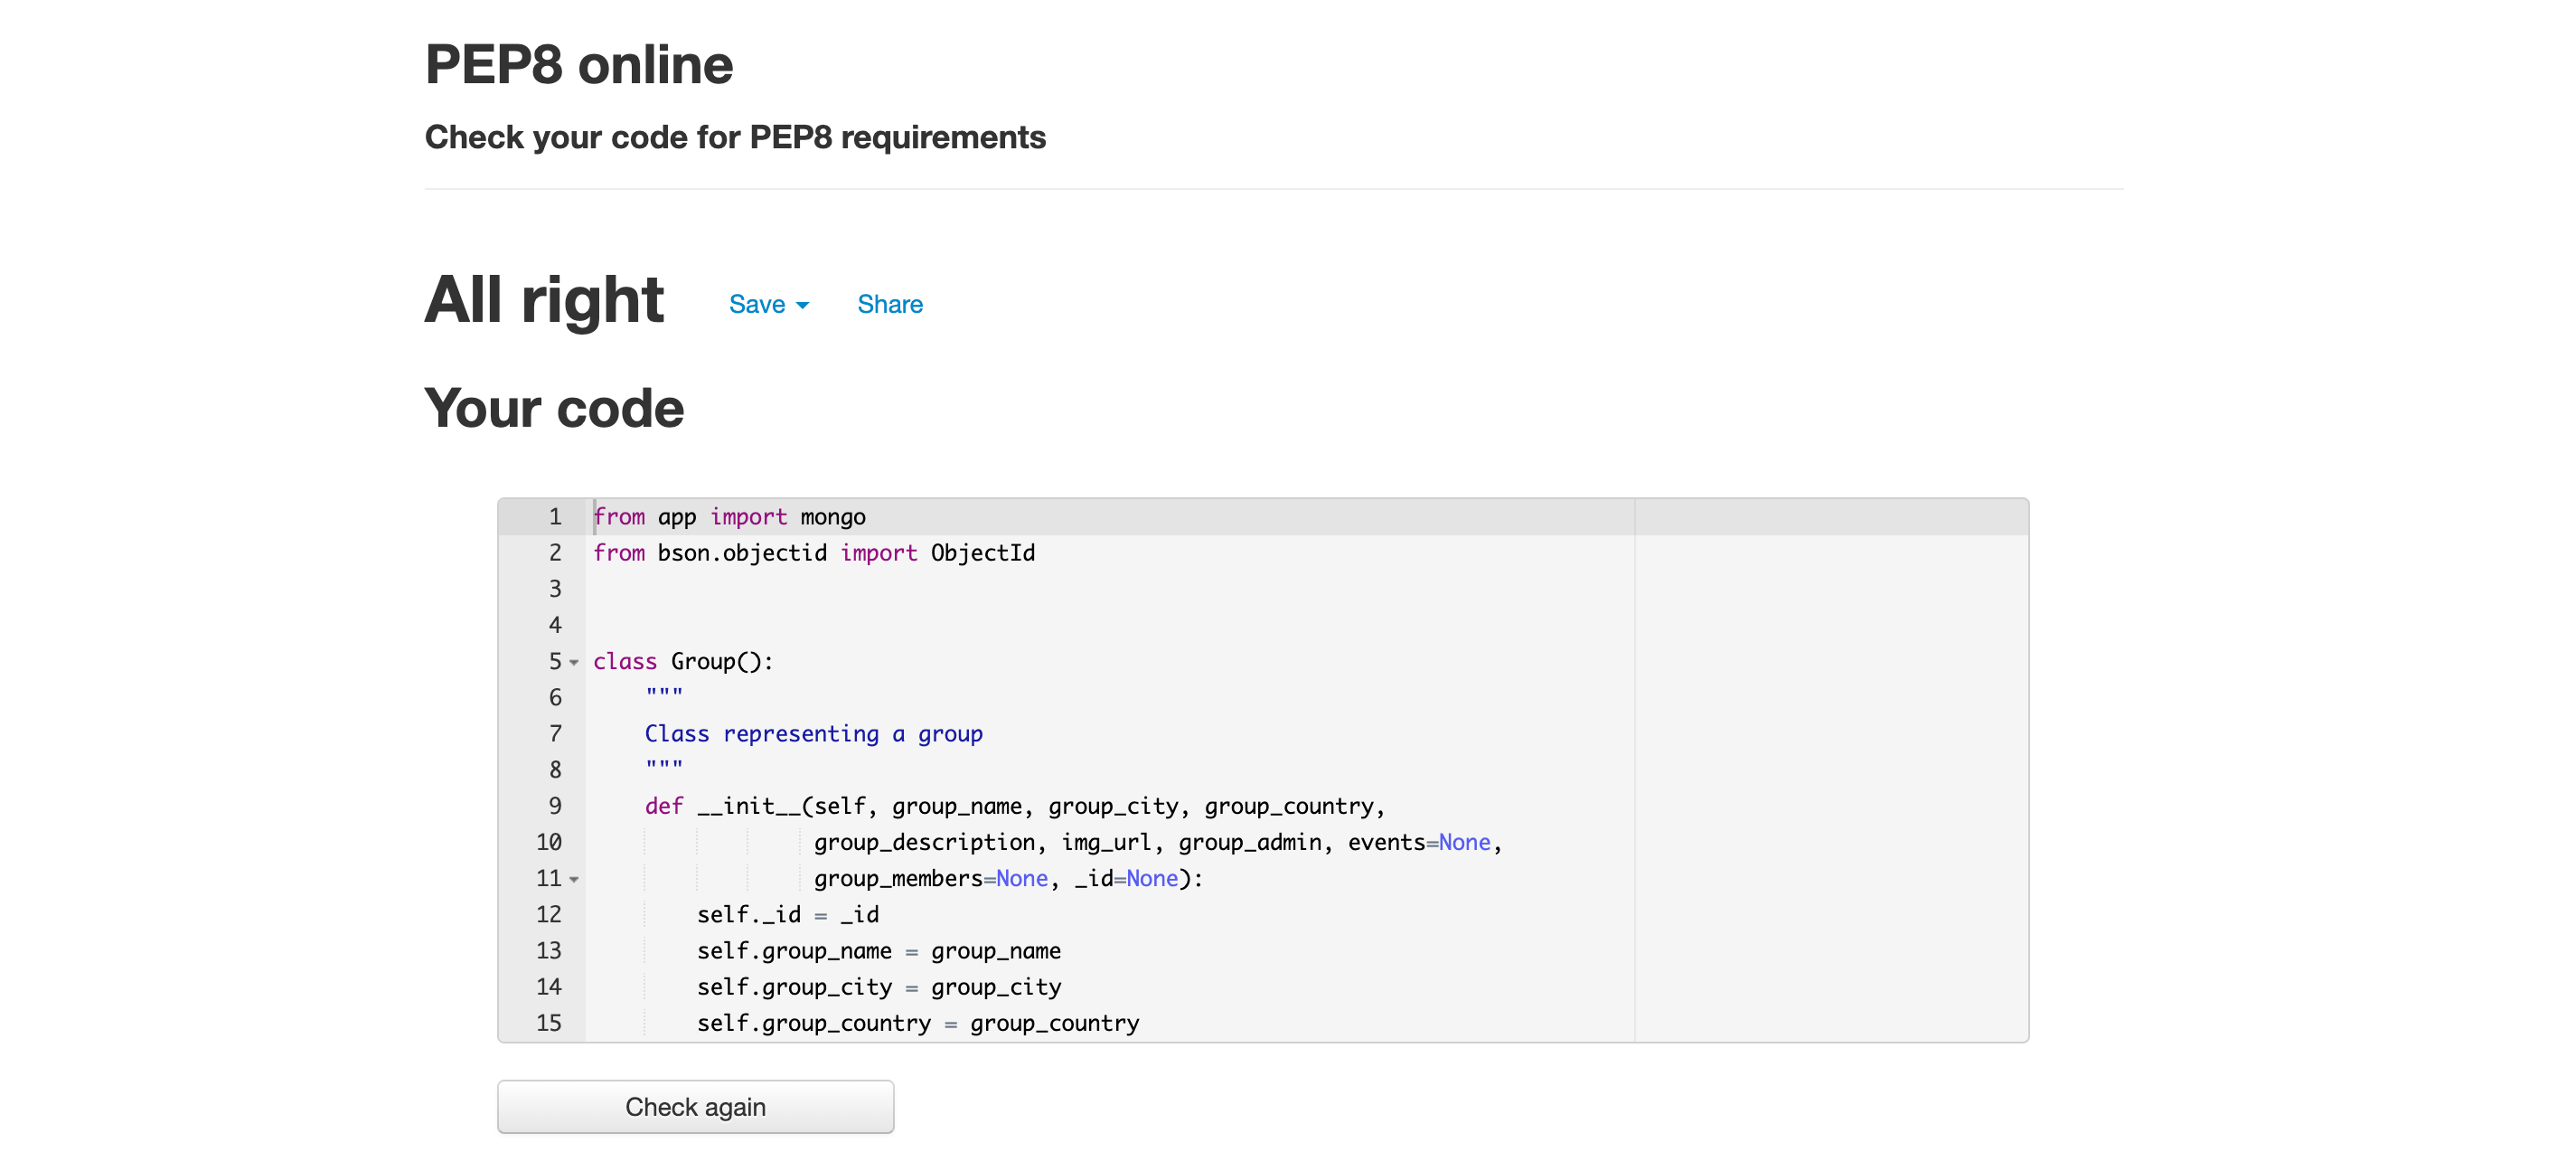 PEP8 online
Check your code for PEP8 requirements
All right Save Share
Your code
1 from app import mongo
2 from bson.objectid import ObjectId
3
4
5 class Group():
6     """
7     Class representing a group
8     """
9     def __init__(self, group_name, group_city, group_country,
10                  group_description, img_url, group_admin, events=None,
11                  group_members=None, _id=None):
12         self._id = _id
13         self.group_name = group_name
14         self.group_city = group_city
15         self.group_country = group_country
Check again